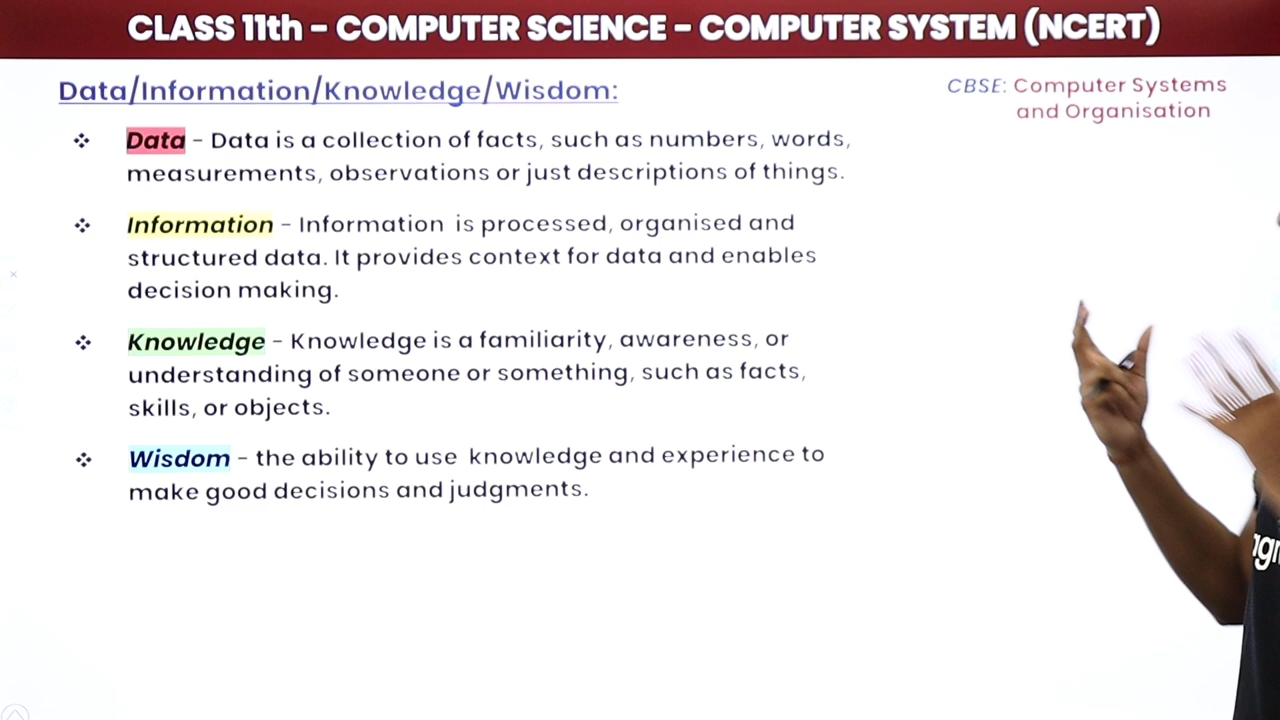 CLASS 11th - COMPUTER SCIENCE - COMPUTER SYSTEM (NCERT)
Data/Information/Knowledge/Wisdom:
CBSE: Computer Systems
and Organisation
❖ Data - Data is a collection of facts, such as numbers, words,
measurements, observations or just descriptions of things.
❖ Information - Information is processed, organised and
structured data. It provides context for data and enables
decision making.
❖ Knowledge - Knowledge is a familiarity, awareness, or
understanding of someone or something, such as facts,
skills, or objects.
❖ Wisdom - the ability to use knowledge and experience to
make good decisions and judgments.